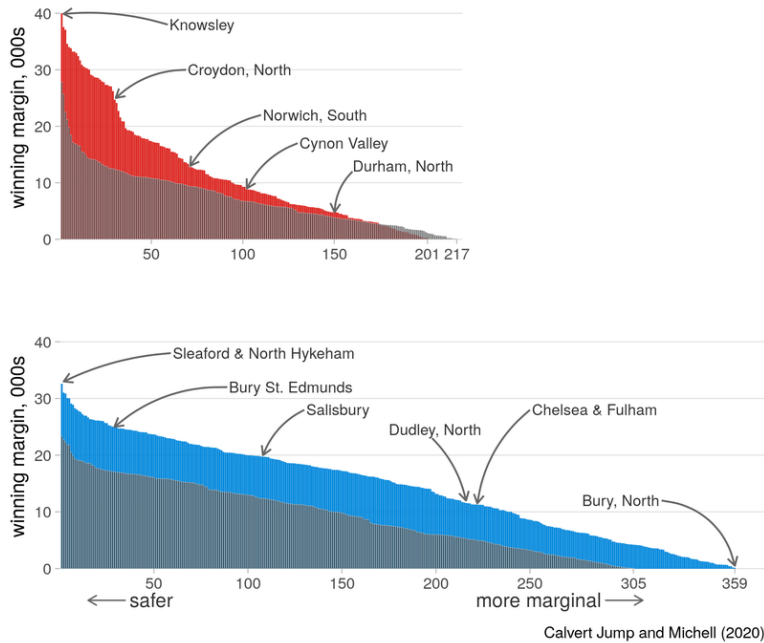 40
Knowsley
30
Croydon, North
winning margin, 000s
20
Norwich, South
Cynon Valley
10
Durham, North
0
50 100 150 201 217
40
Sleaford & North Hykeham
30
Bury St. Edmunds
Salisbury
Chelsea & Fulham
winning margin, 000s
20
Dudley, North
10
Bury, North
0
50 100 150 200 250 305 359
safer
more marginal
Calvert Jump and Michell (2020)